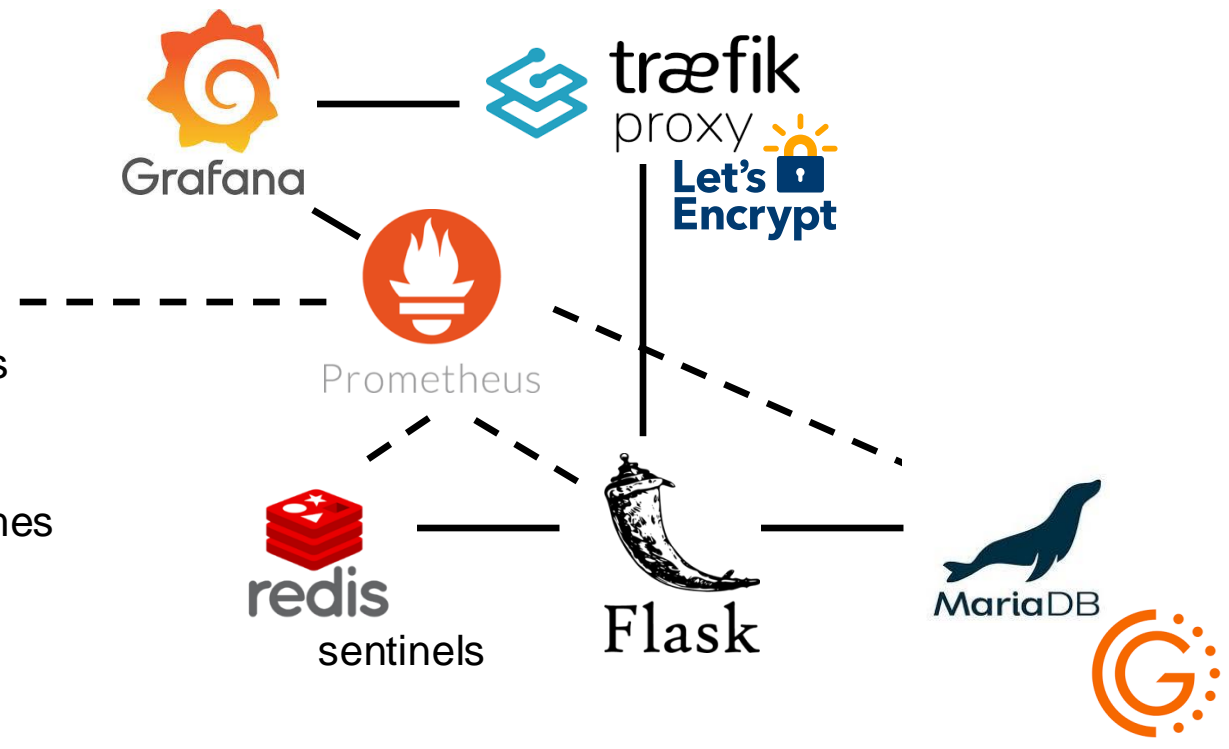 træfik
proxy
Grafana
Let's
Encrypt
Prometheus
redis
sentinels
Flask
MariaDB